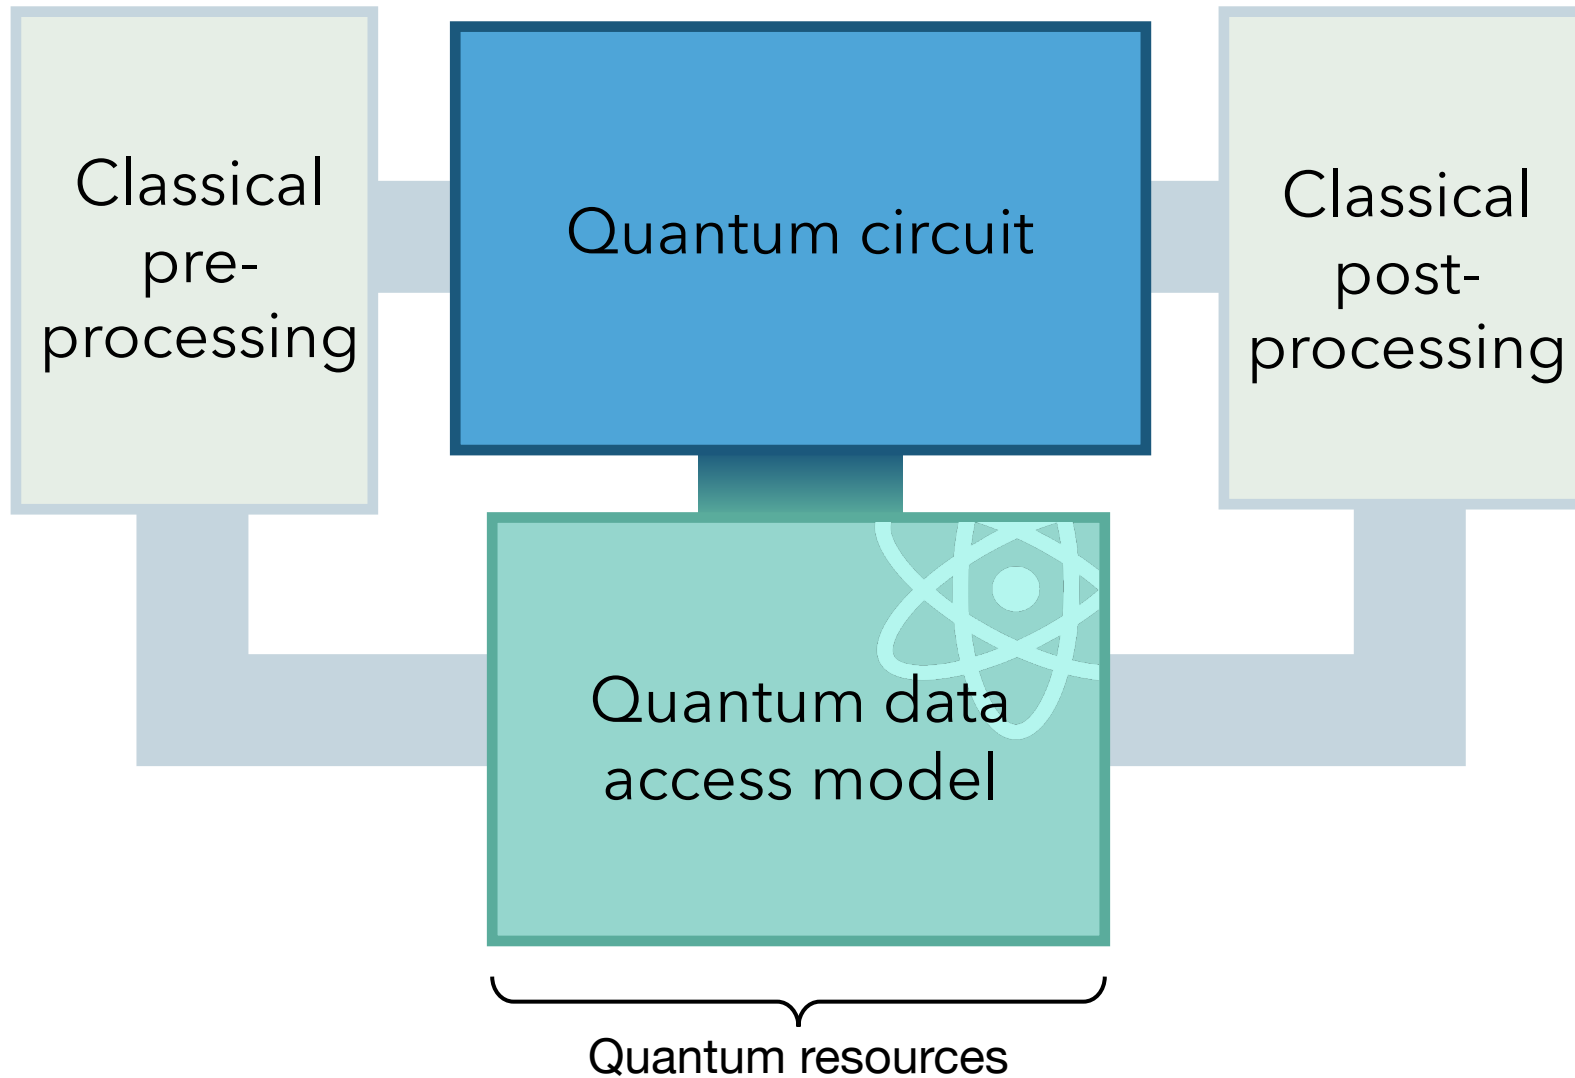 Classical
pre-
processing
Quantum circuit
Classical
post-
processing
Quantum data
access model
Quantum resources